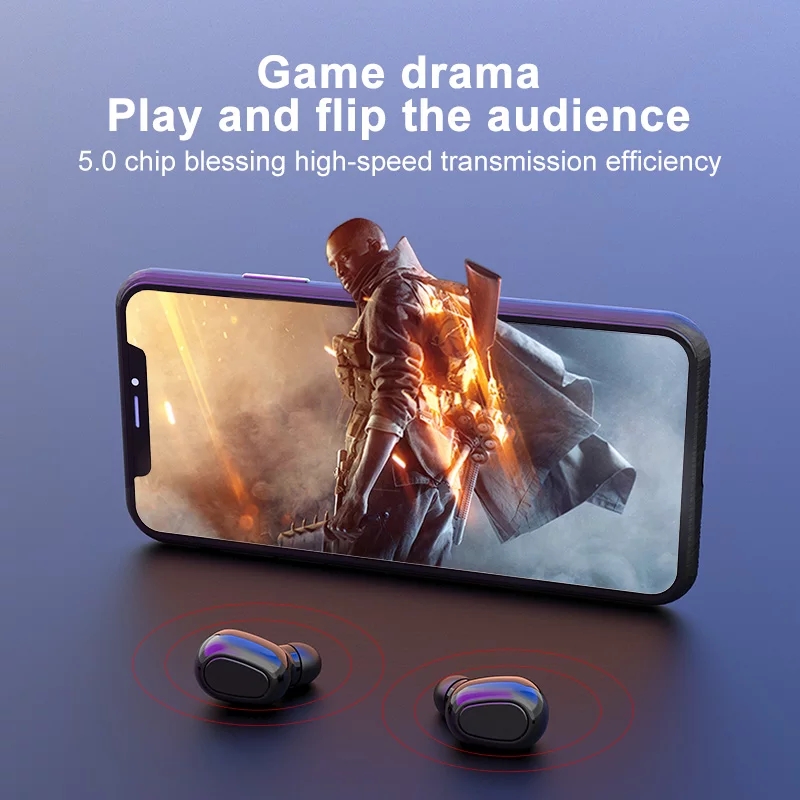 Game drama
Play and flip the audience
5.0 chip blessing high-speed transmission efficiency